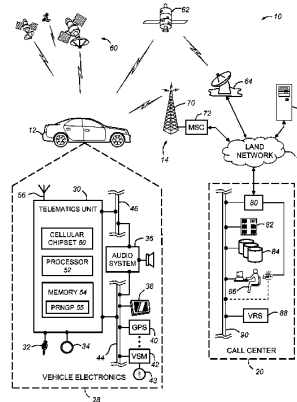 10
62
60
64
70
72
MSC
12
14
LAND
NETWORK
56
30
46
TELEMATICS UNIT
36
CELLULAR
CHIPSET 50
AUDIO
SYSTEM
PROCESSOR
52
38
MEMORY 54
PRNGP 55
GPS
40
VSM
42
32
34
44
43
VEHICLE ELECTRONICS
28
80
82
84
86
VRS
88
90
CALL CENTER
20